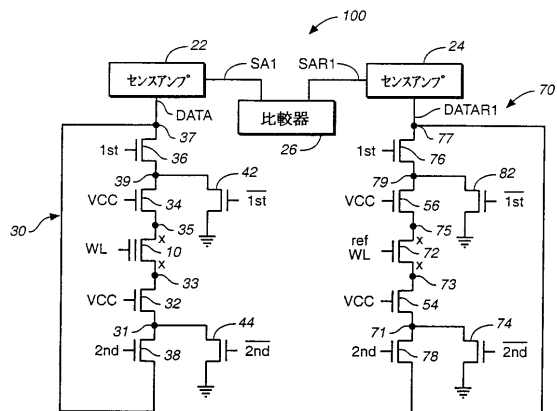 100
22
24
センスアンプ
SA1
SAR1
センスアンプ
比較器
26
DATA
DATAR1
70
37
77
1st
36
1st
76
39
42
79
82
VCC
34
1st
VCC
56
1st
30
35
75
WL
10
x
x
ref
WL
72
x
x
33
73
VCC
32
VCC
54
31
44
71
74
2nd
38
2nd
2nd
78
2nd